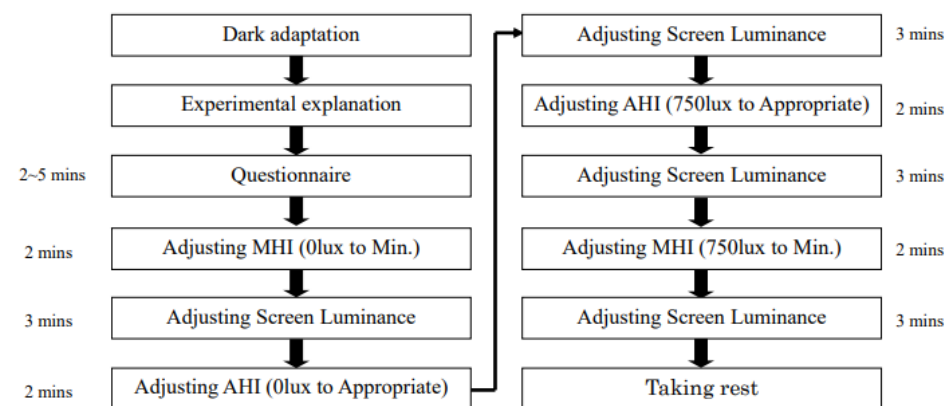 Dark adaptation
Experimental explanation
2~5 mins
Questionnaire
2 mins
Adjusting MHI (0lux to Min.)
3 mins
Adjusting Screen Luminance
2 mins
Adjusting AHI (0lux to Appropriate)
Adjusting Screen Luminance
3 mins
Adjusting AHI (750lux to Appropriate)
2 mins
Adjusting Screen Luminance
3 mins
Adjusting MHI (750lux to Min.)
2 mins
Adjusting Screen Luminance
3 mins
Taking rest